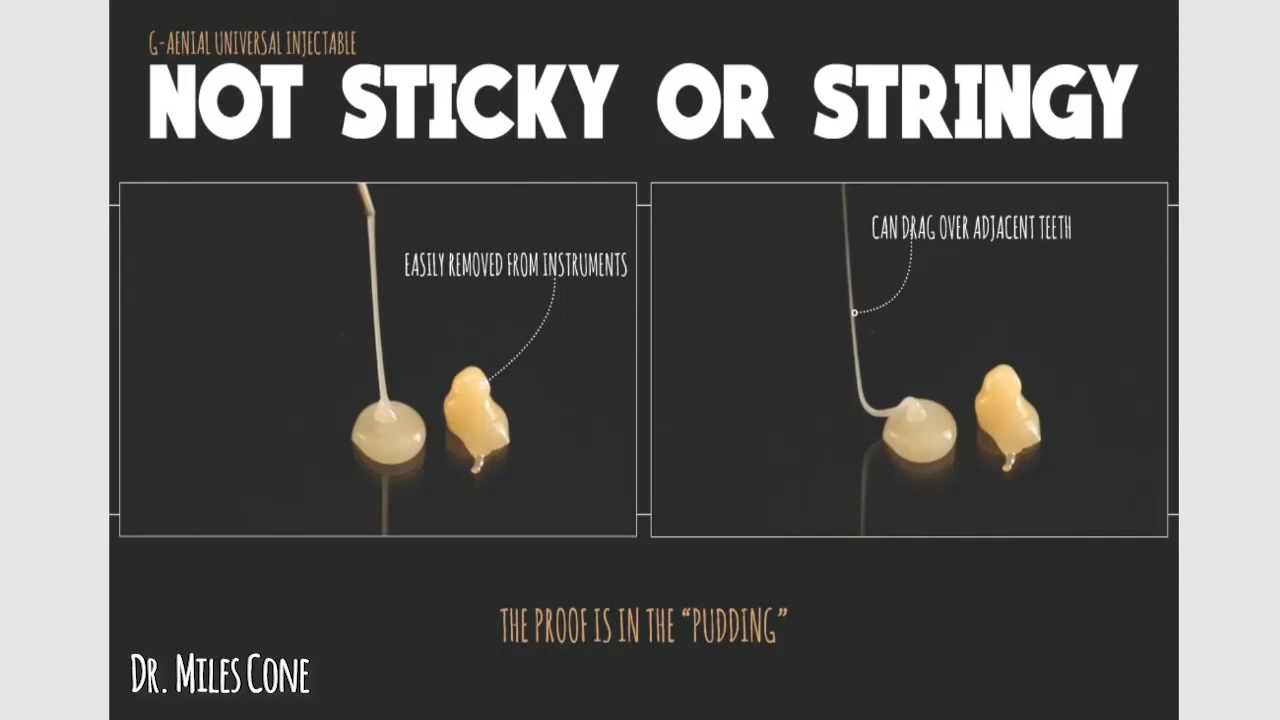 G-AENIAL UNIVERSAL INJECTABLE
NOT STICKY OR STRINGY
EASILY REMOVED FROM INSTRUMENTS
CAN DRAG OVER ADJACENT TEETH
THE PROOF IS IN THE “PUDDING”
DR. MILES CONE